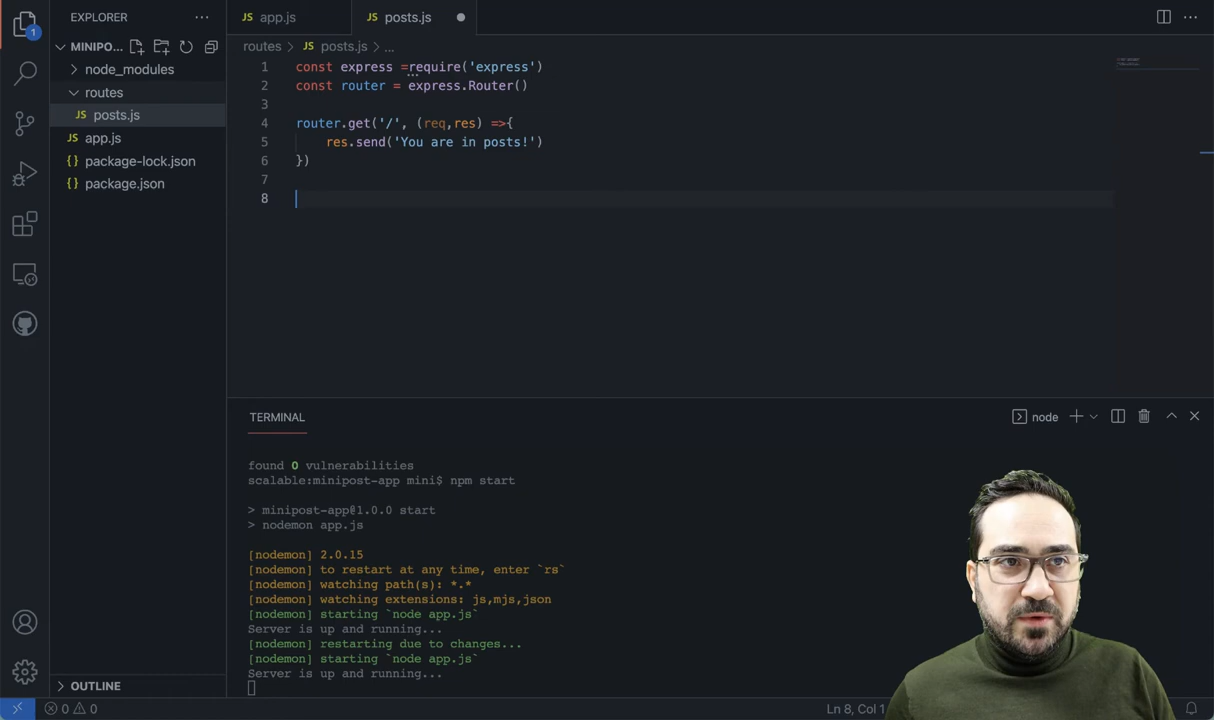 EXPLORER
MINIPO...
node_modules
routes
JS posts.js
JS app.js
{} package-lock.json
{} package.json
OUTLINE
1
JS app.js
JS posts.js
routes > JS posts.js > ...
1 const express =require('express')
2 const router = express.Router()
3
4 router.get('/', (req,res) =>{
5 res.send('You are in posts!')
6 })
7
8
TERMINAL
node
found 0 vulnerabilities
scalable:minipost-app mini$ npm start
> minipost-app@1.0.0 start
> nodemon app.js
[nodemon] 2.0.15
[nodemon] to restart at any time, enter `rs`
[nodemon] watching path(s): *.*
[nodemon] watching extensions: js,mjs,json
[nodemon] starting `node app.js`
Server is up and running...
[nodemon] restarting due to changes...
[nodemon] starting `node app.js`
Server is up and running...
0 0
Ln 8, Col 1